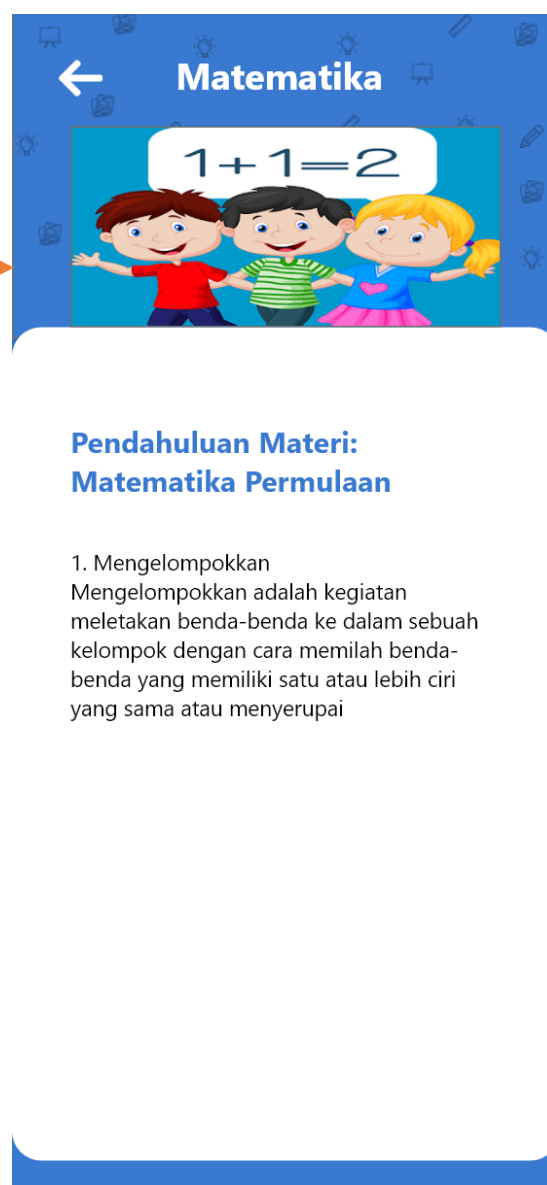 Matematika
1+1=2
Pendahuluan Materi:
Matematika Permulaan
1. Mengelompokkan
Mengelompokkan adalah kegiatan
meletakan benda-benda ke dalam sebuah
kelompok dengan cara memilah benda-
benda yang memiliki satu atau lebih ciri
yang sama atau menyerupai